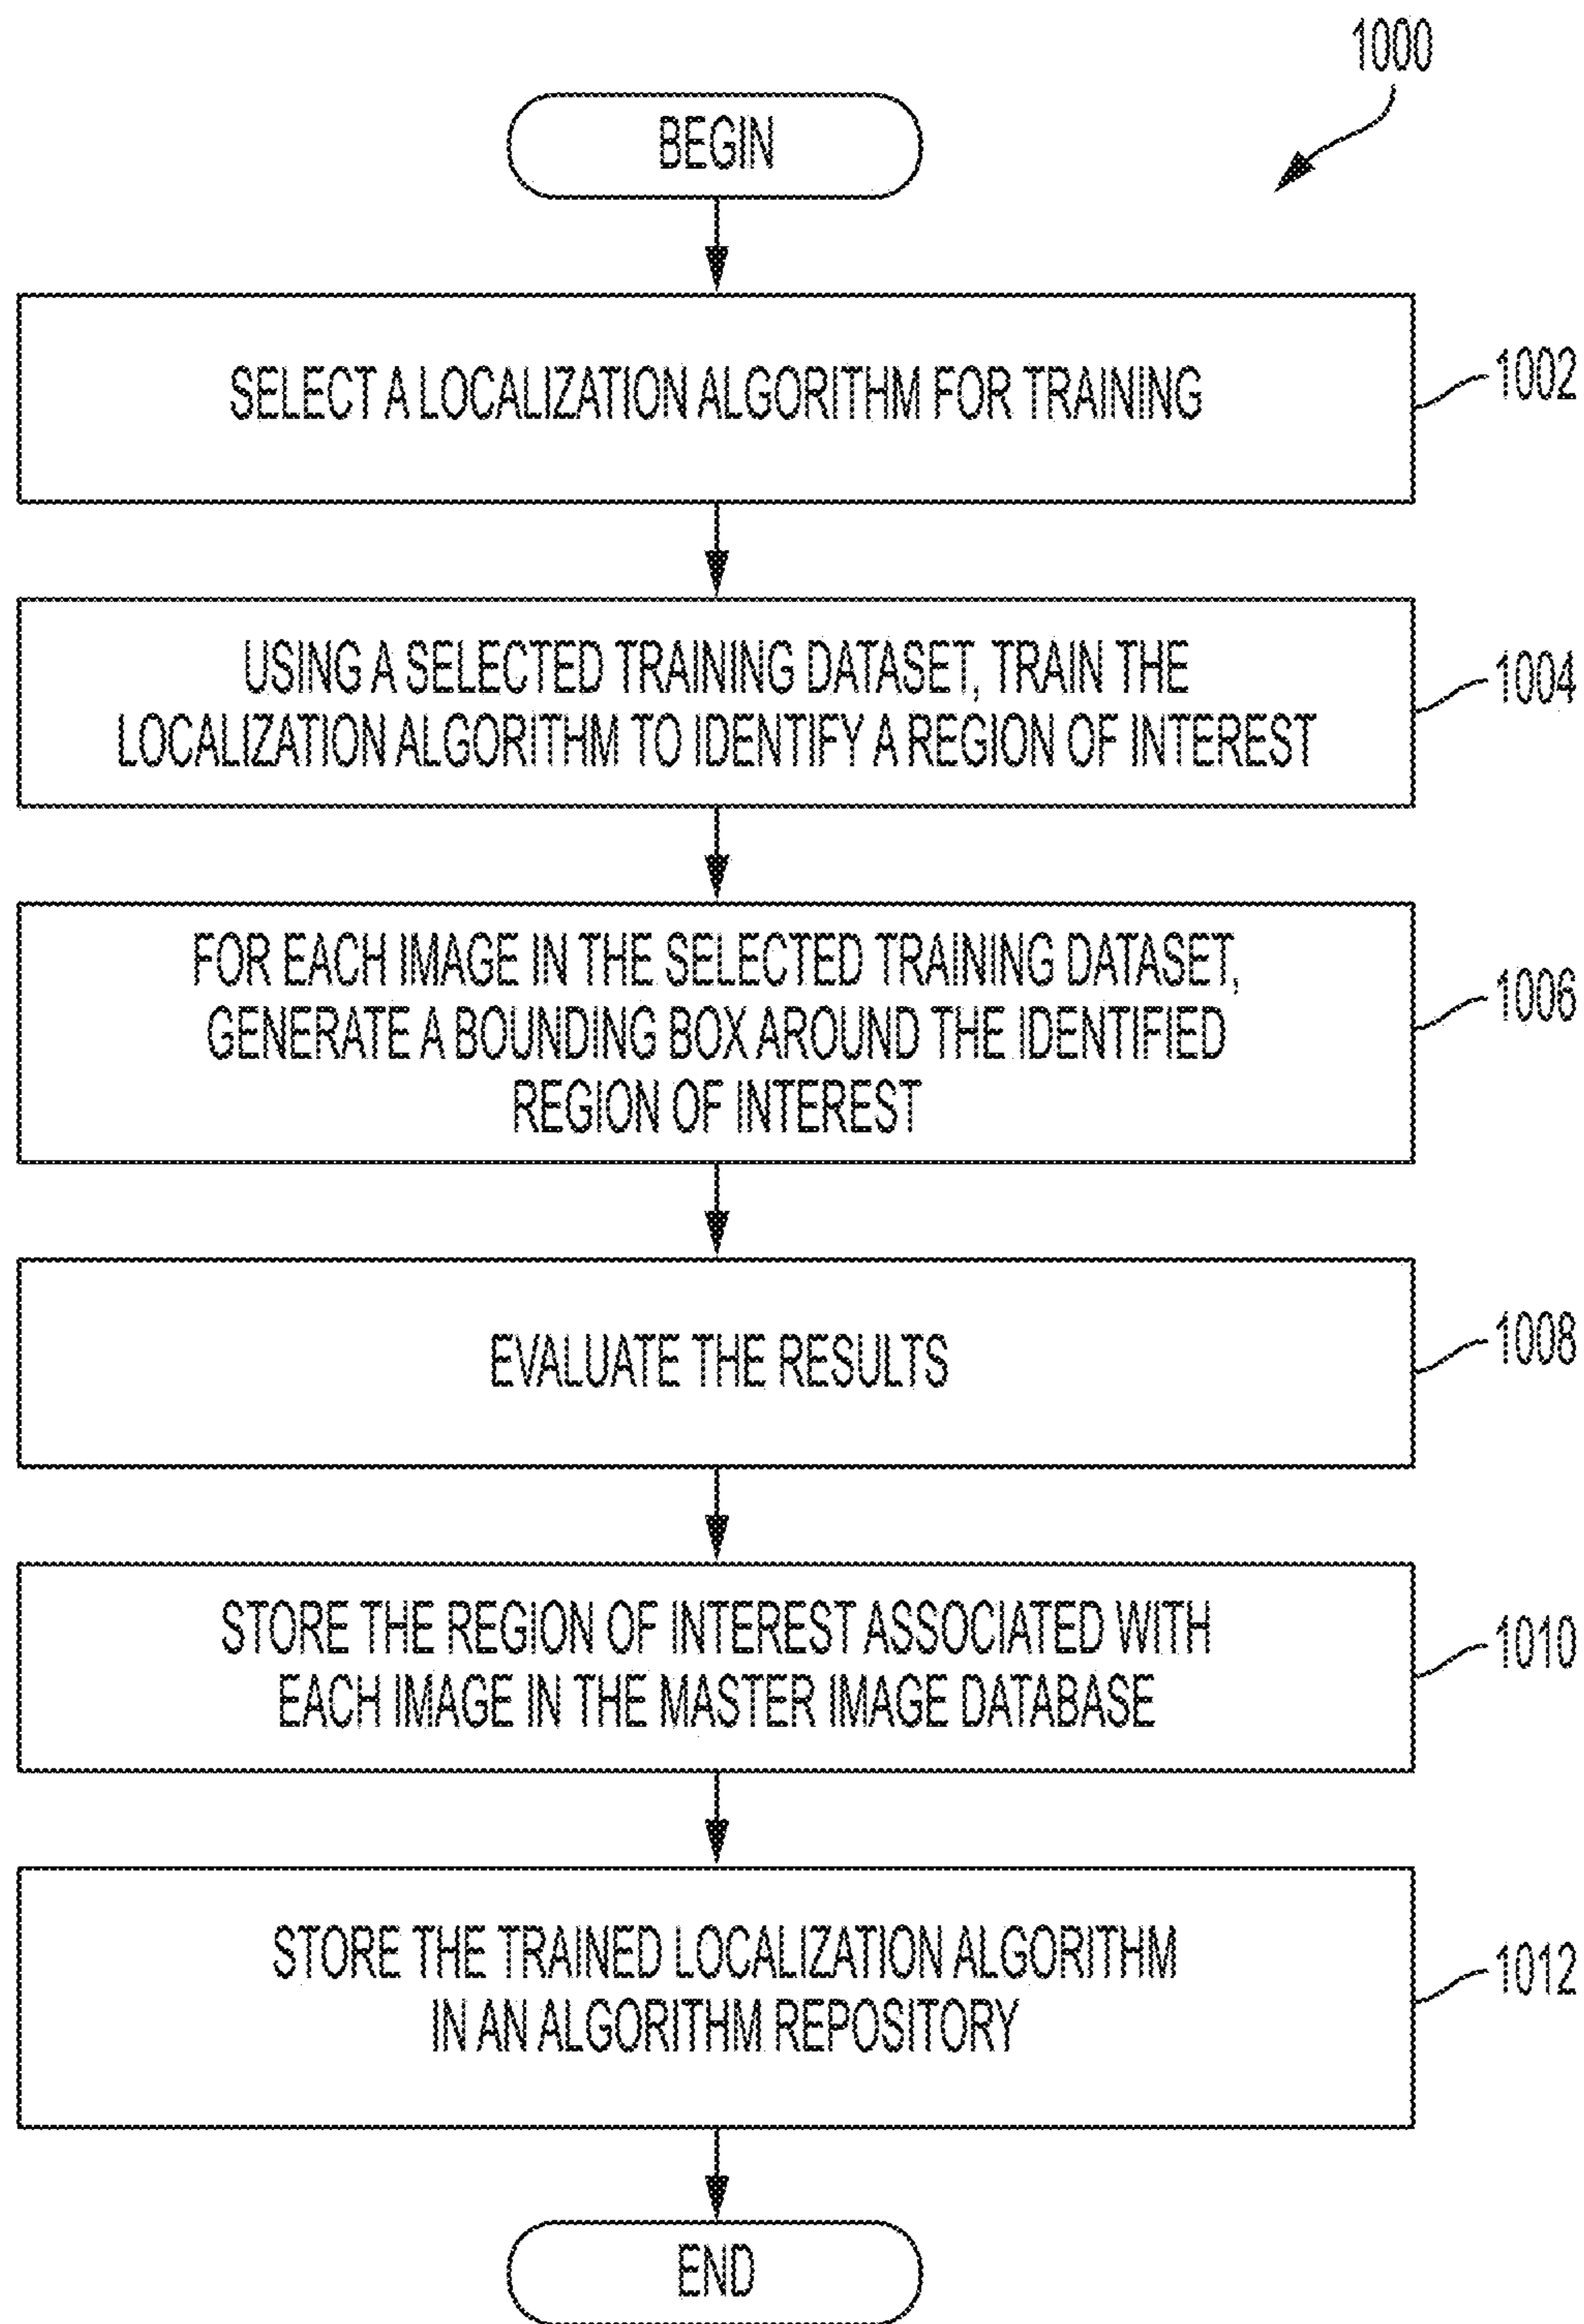 1000
BEGIN
SELECT A LOCALIZATION ALGORITHM FOR TRAINING
1002
USING A SELECTED TRAINING DATASET, TRAIN THE
LOCALIZATION ALGORITHM TO IDENTIFY A REGION OF INTEREST
1004
FOR EACH IMAGE IN THE SELECTED TRAINING DATASET,
GENERATE A BOUNDING BOX AROUND THE IDENTIFIED
REGION OF INTEREST
1006
EVALUATE THE RESULTS
1008
STORE THE REGION OF INTEREST ASSOCIATED WITH
EACH IMAGE IN THE MASTER IMAGE DATABASE
1010
STORE THE TRAINED LOCALIZATION ALGORITHM
IN AN ALGORITHM REPOSITORY
1012
END